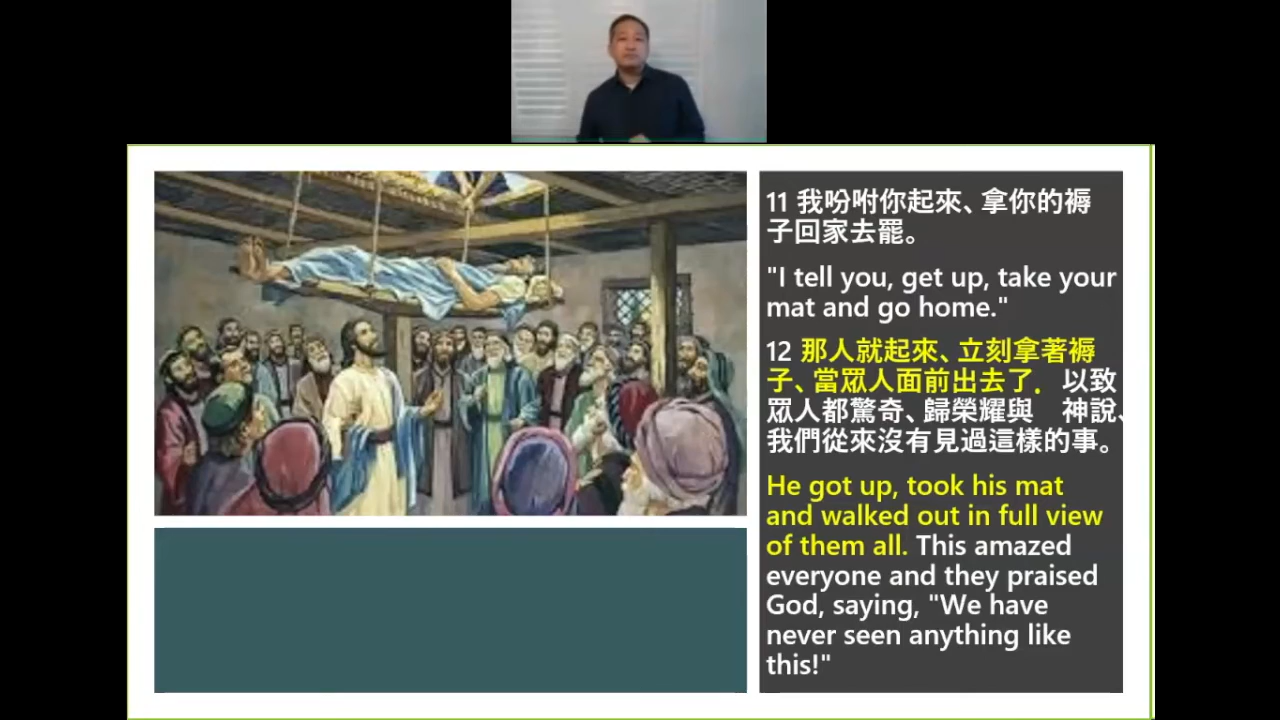 11 我吩咐你起來、拿你的褥
子回家去罷。
"I tell you, get up, take your
mat and go home."
12 那人就起來、立刻拿著褥
子、當眾人面前出去了．以致
眾人都驚奇、歸榮耀與　神說、
我們從來沒有見過這樣的事。
He got up, took his mat
and walked out in full view
of them all. This amazed
everyone and they praised
God, saying, "We have
never seen anything like
this!"